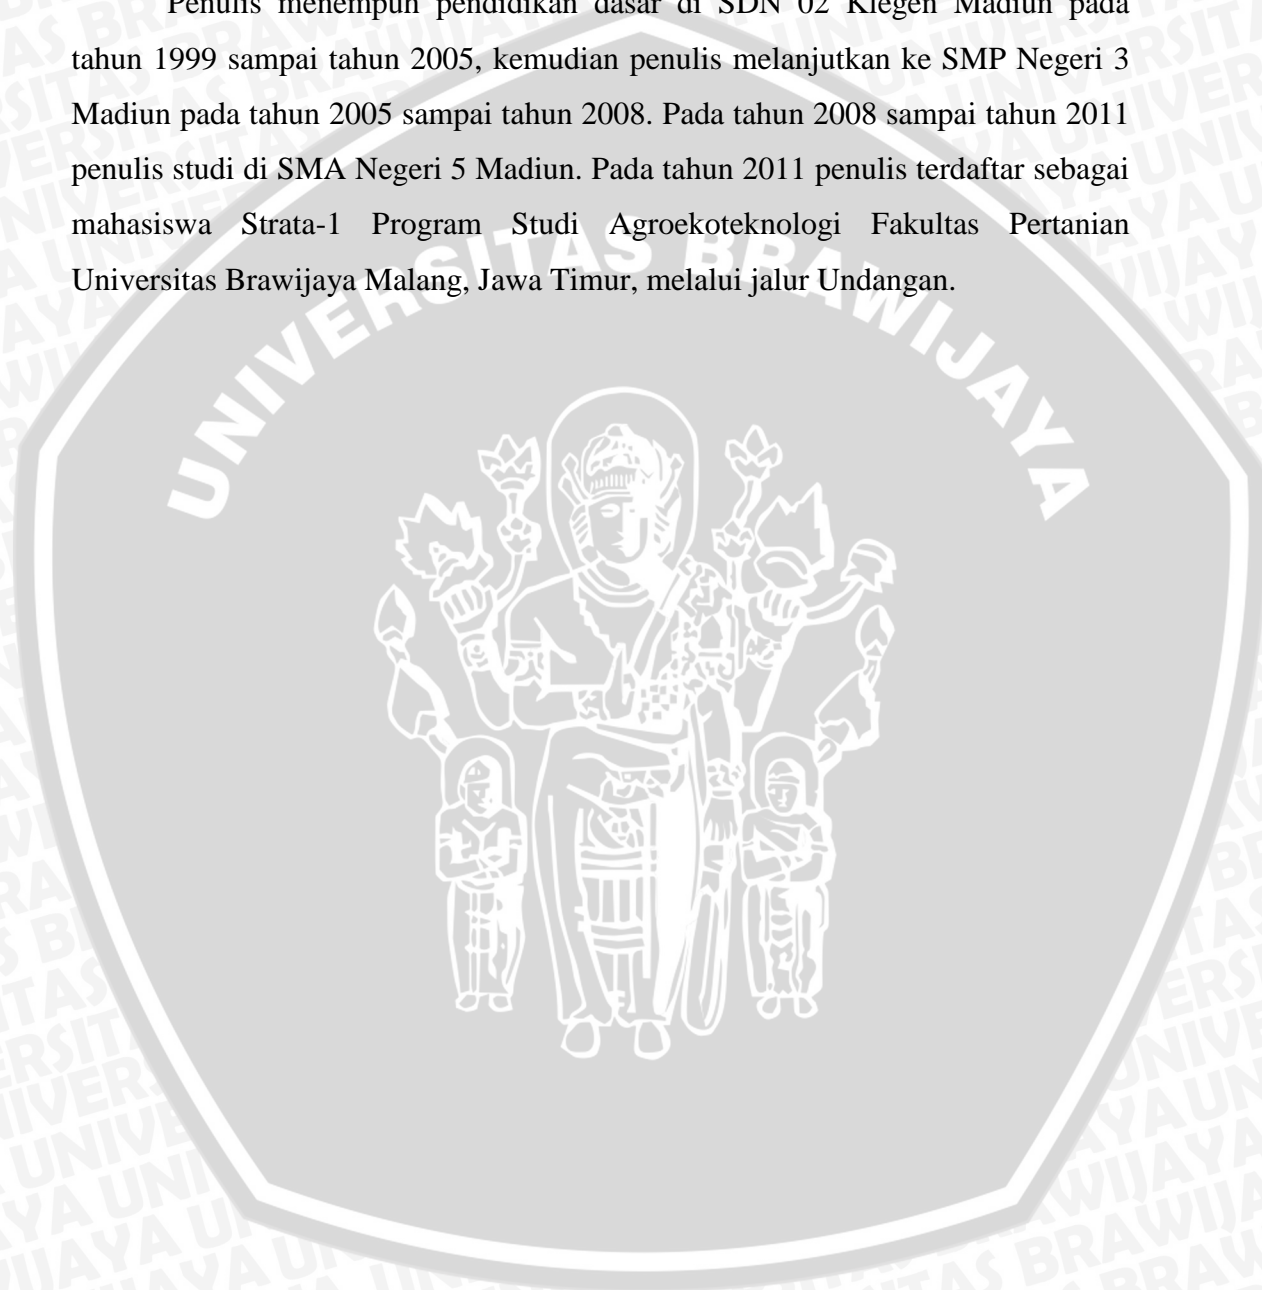 Penulis menempuh pendidikan dasar di SDN 02 Klegen Madiun pada
tahun 1999 sampai tahun 2005, kemudian penulis melanjutkan ke SMP Negeri 3
Madiun pada tahun 2005 sampai tahun 2008. Pada tahun 2008 sampai tahun 2011
penulis studi di SMA Negeri 5 Madiun. Pada tahun 2011 penulis terdaftar sebagai
mahasiswa Strata-1 Program Studi Agroekoteknologi Fakultas Pertanian
Universitas Brawijaya Malang, Jawa Timur, melalui jalur Undangan.
UNIVERSITAS BRAWIJAYA